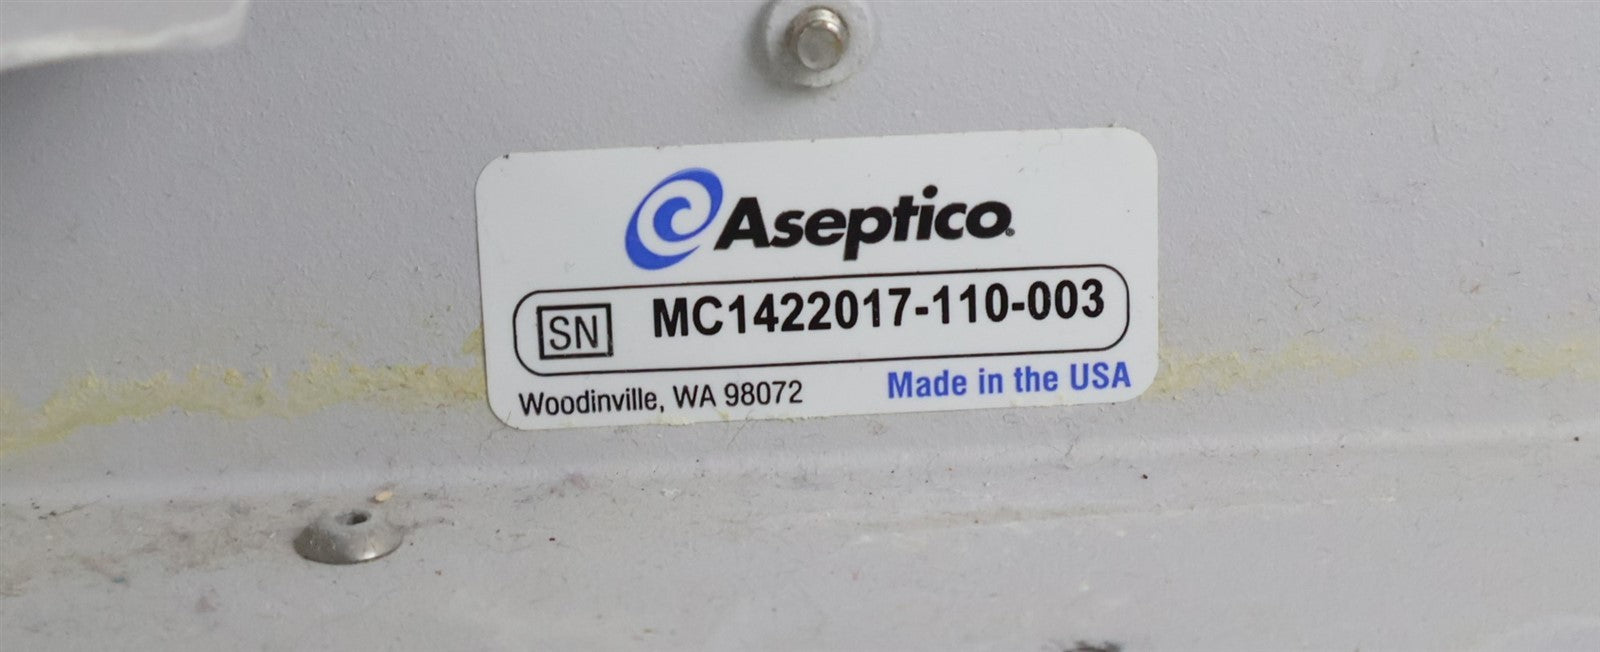 Aseptico®
SN MC1422017-110-003
Woodinville, WA 98072 Made in the USA